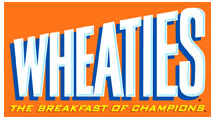 WHEATIES
THE BREAKFAST OF CHAMPIONS